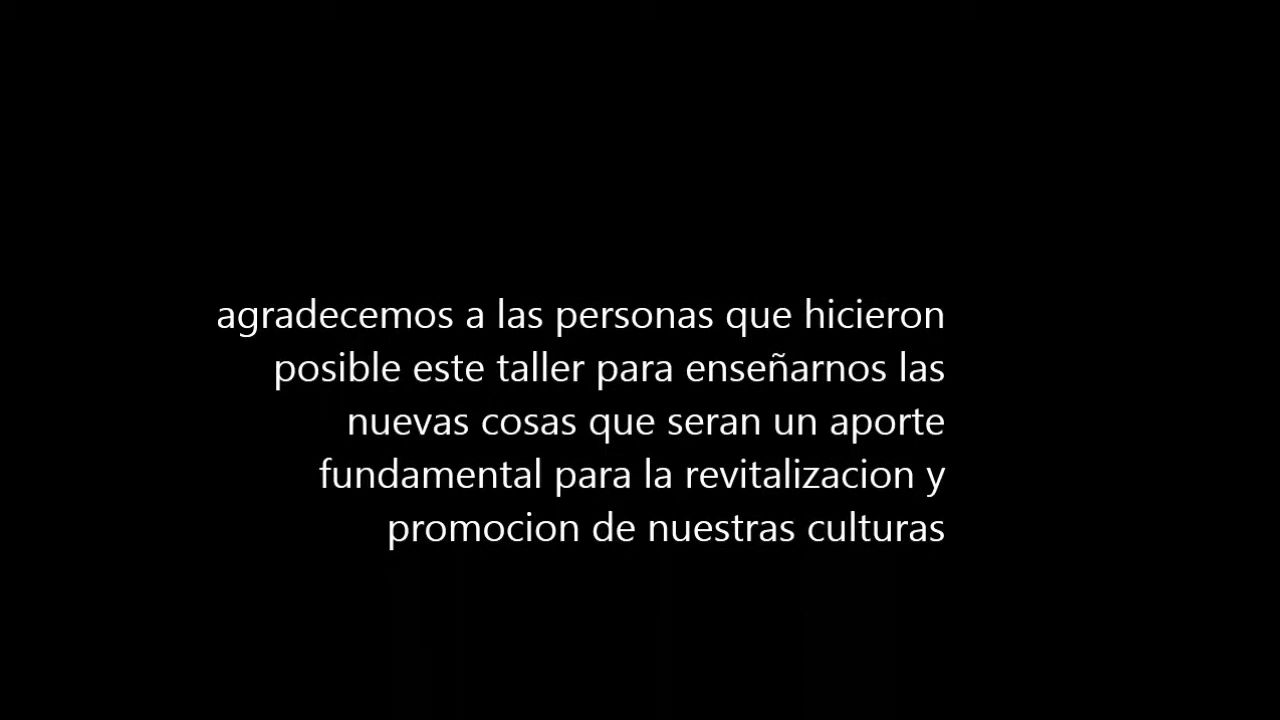 agradecemos a las personas que hicieron
posible este taller para enseñarnos las
nuevas cosas que seran un aporte
fundamental para la revitalizacion y
promocion de nuestras culturas